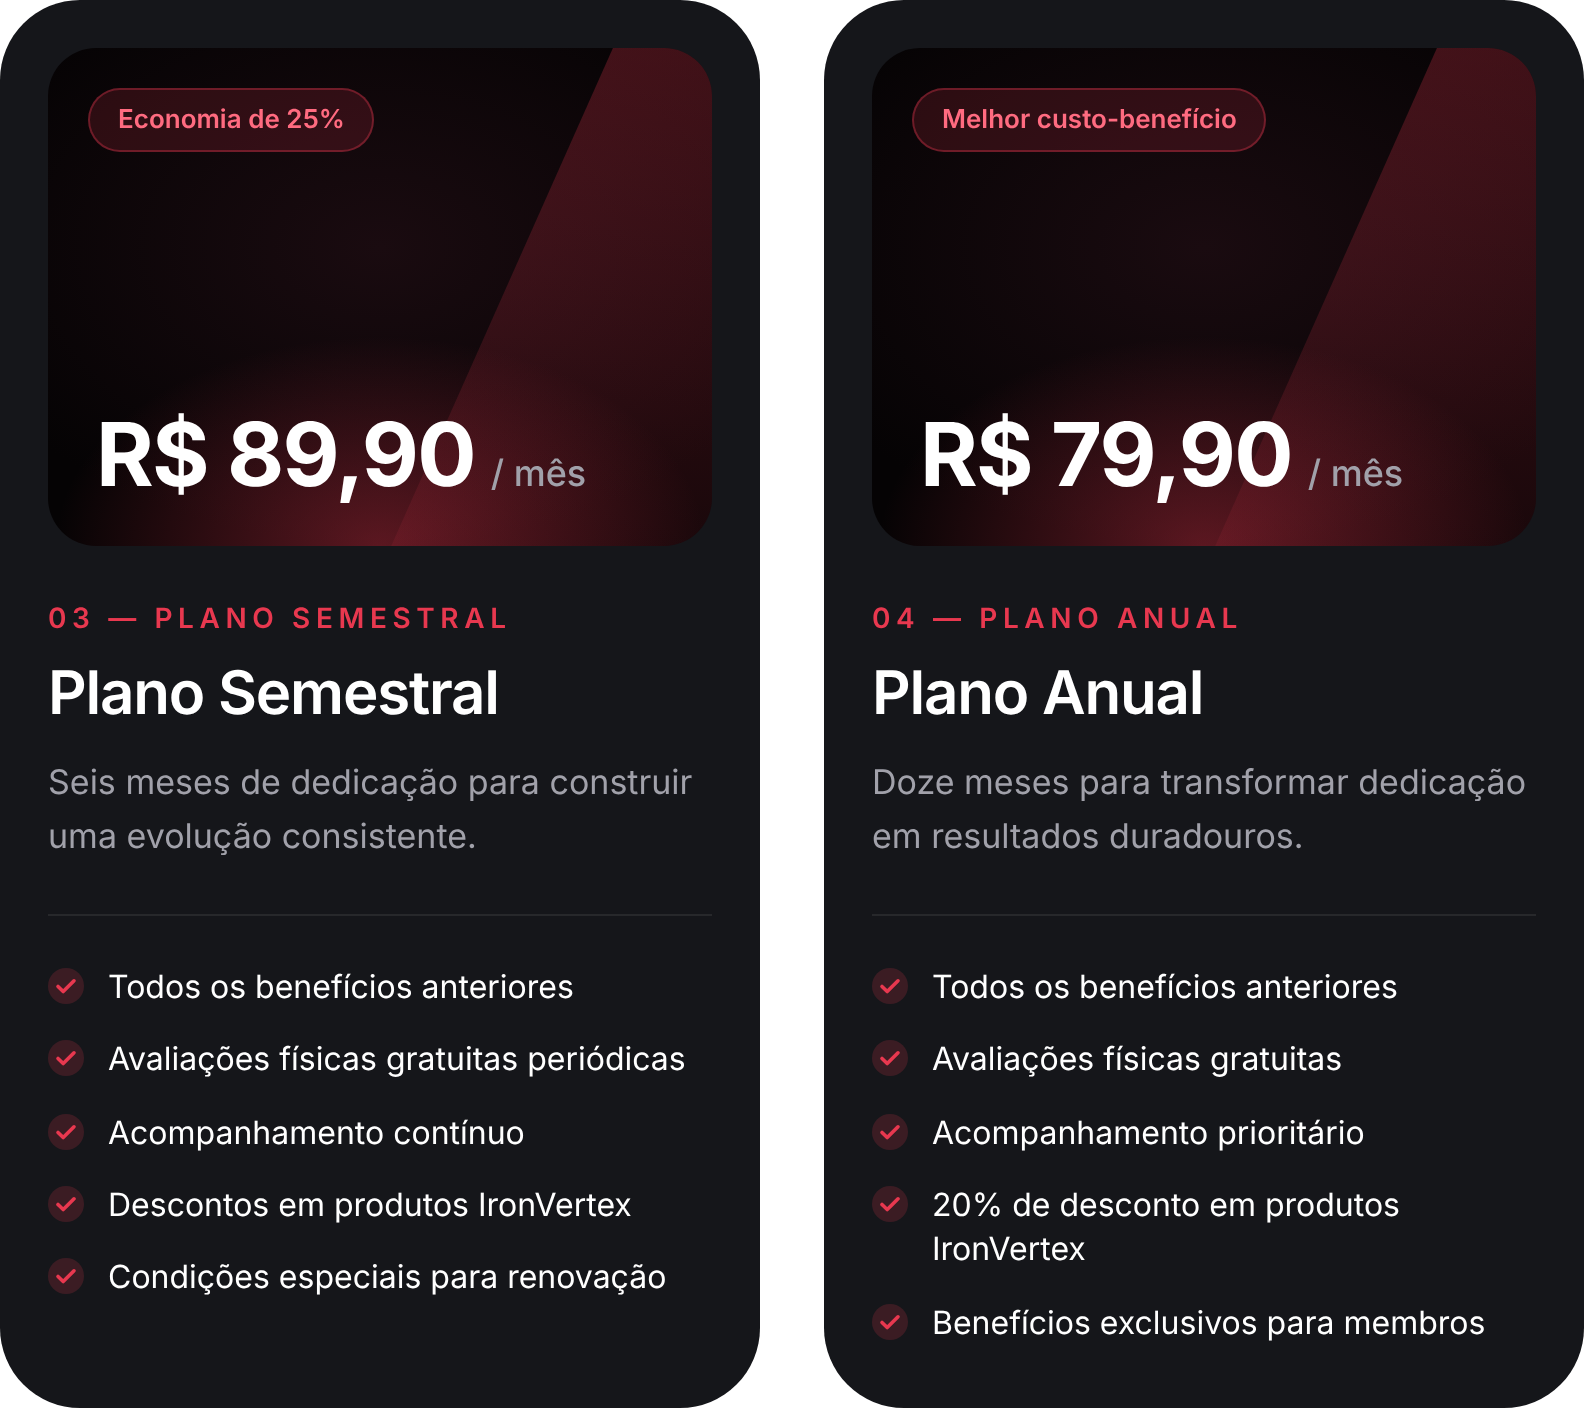 Economia de 25%
R$ 89,90 / mês
03 — PLANO SEMESTRAL
Plano Semestral
Seis meses de dedicação para construir
uma evolução consistente.
Todos os benefícios anteriores
Avaliações físicas gratuitas periódicas
Acompanhamento contínuo
Descontos em produtos IronVertex
Condições especiais para renovação
Melhor custo-benefício
R$ 79,90 / mês
04 — PLANO ANUAL
Plano Anual
Doze meses para transformar dedicação
em resultados duradouros.
Todos os benefícios anteriores
Avaliações físicas gratuitas
Acompanhamento prioritário
20% de desconto em produtos
IronVertex
Benefícios exclusivos para membros